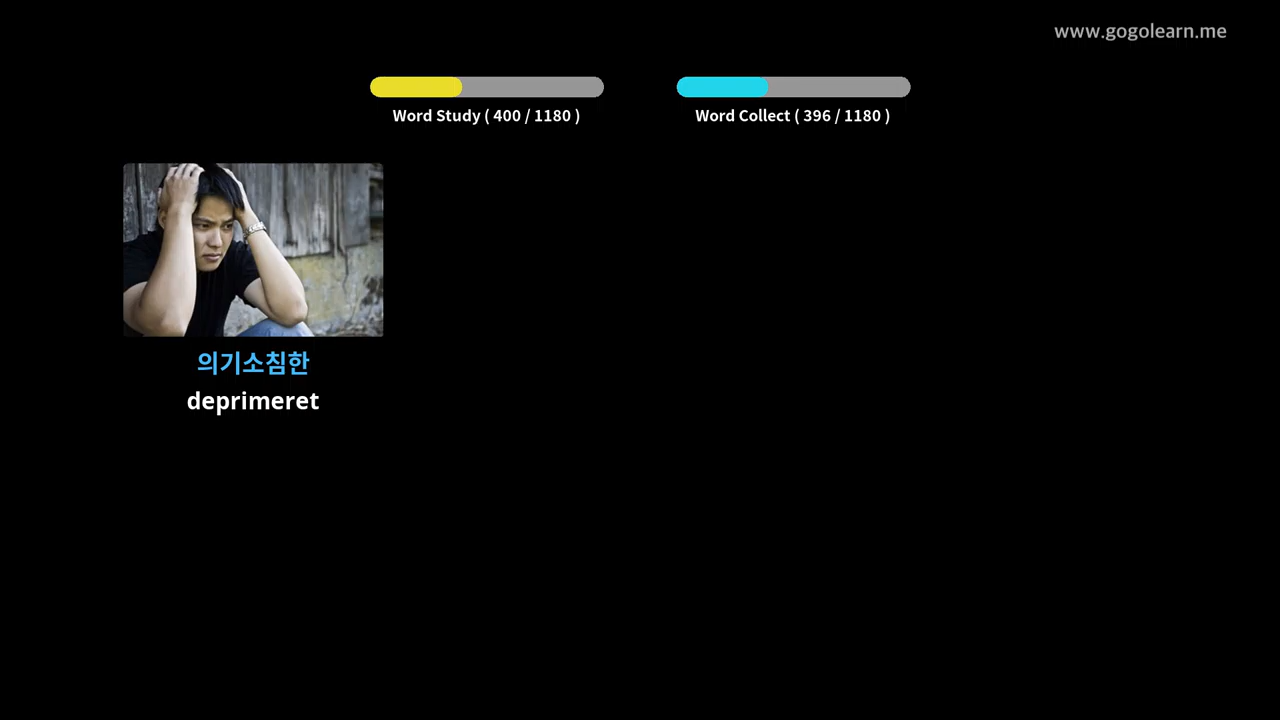 www.gogolearn.me
Word Study ( 400 / 1180 )
Word Collect ( 396 / 1180 )
의기소침한
deprimeret